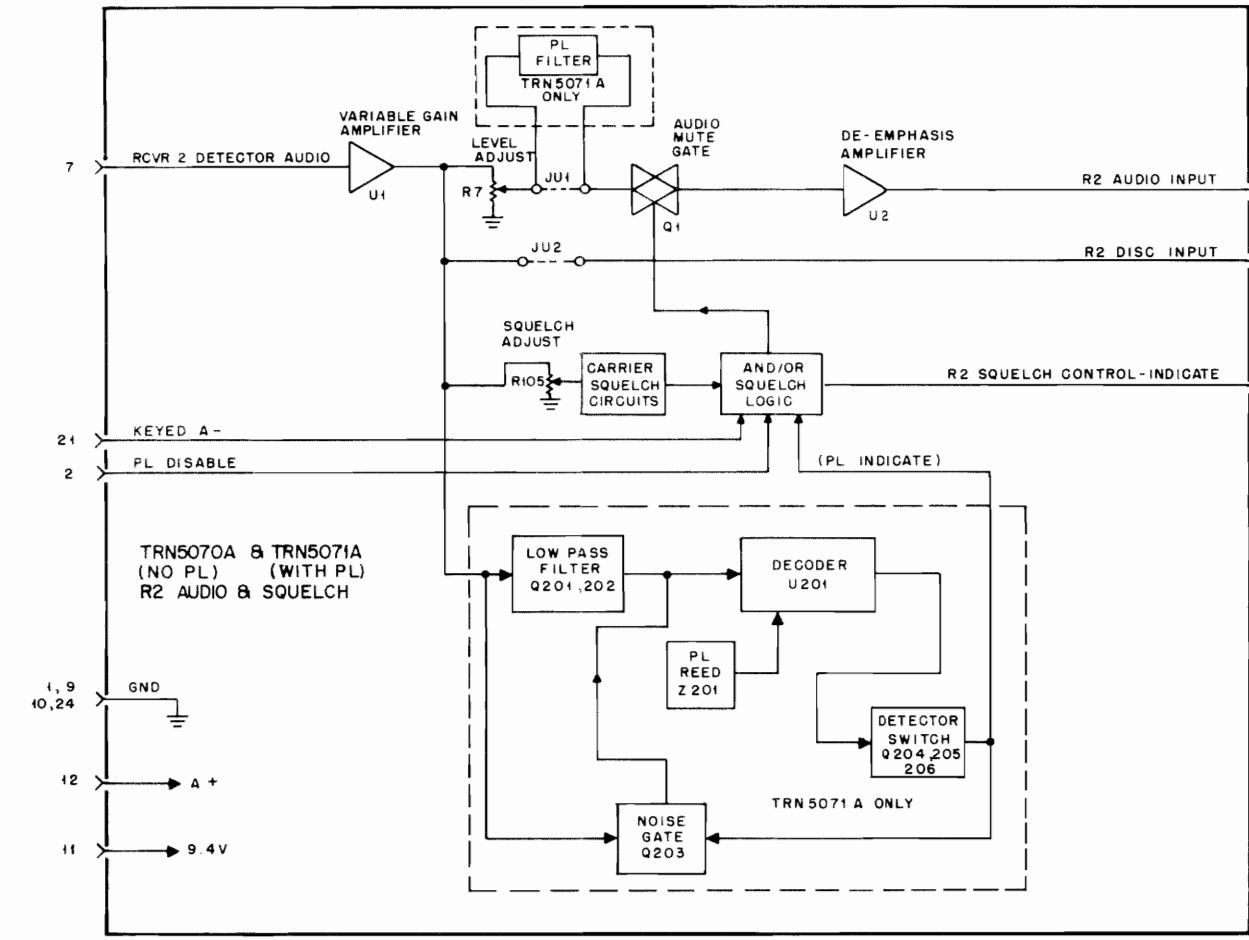 PL
FILTER
TRN5071A
ONLY
VARIABLE GAIN
AMPLIFIER
LEVEL
ADJUST
AUDIO
MUTE
GATE
DE-EMPHASIS
AMPLIFIER
7
RCVR 2 DETECTOR AUDIO
U1
R7
JU1
Q1
U2
R2 AUDIO INPUT
JU2
R2 DISC INPUT
SQUELCH
ADJUST
R105
CARRIER
SQUELCH
CIRCUITS
AND/OR
SQUELCH
LOGIC
R2 SQUELCH CONTROL-INDICATE
21
KEYED A-
2
PL DISABLE
(PL INDICATE)
TRN5070A & TRN5071A
(NO PL) (WITH PL)
R2 AUDIO & SQUELCH
LOW PASS
FILTER
Q201,202
DECODER
U201
PL
REED
Z201
1,9
10,24
GND
DETECTOR
SWITCH
Q204,205
206
12
A+
TRN5071A ONLY
NOISE
GATE
Q203
11
9.4V